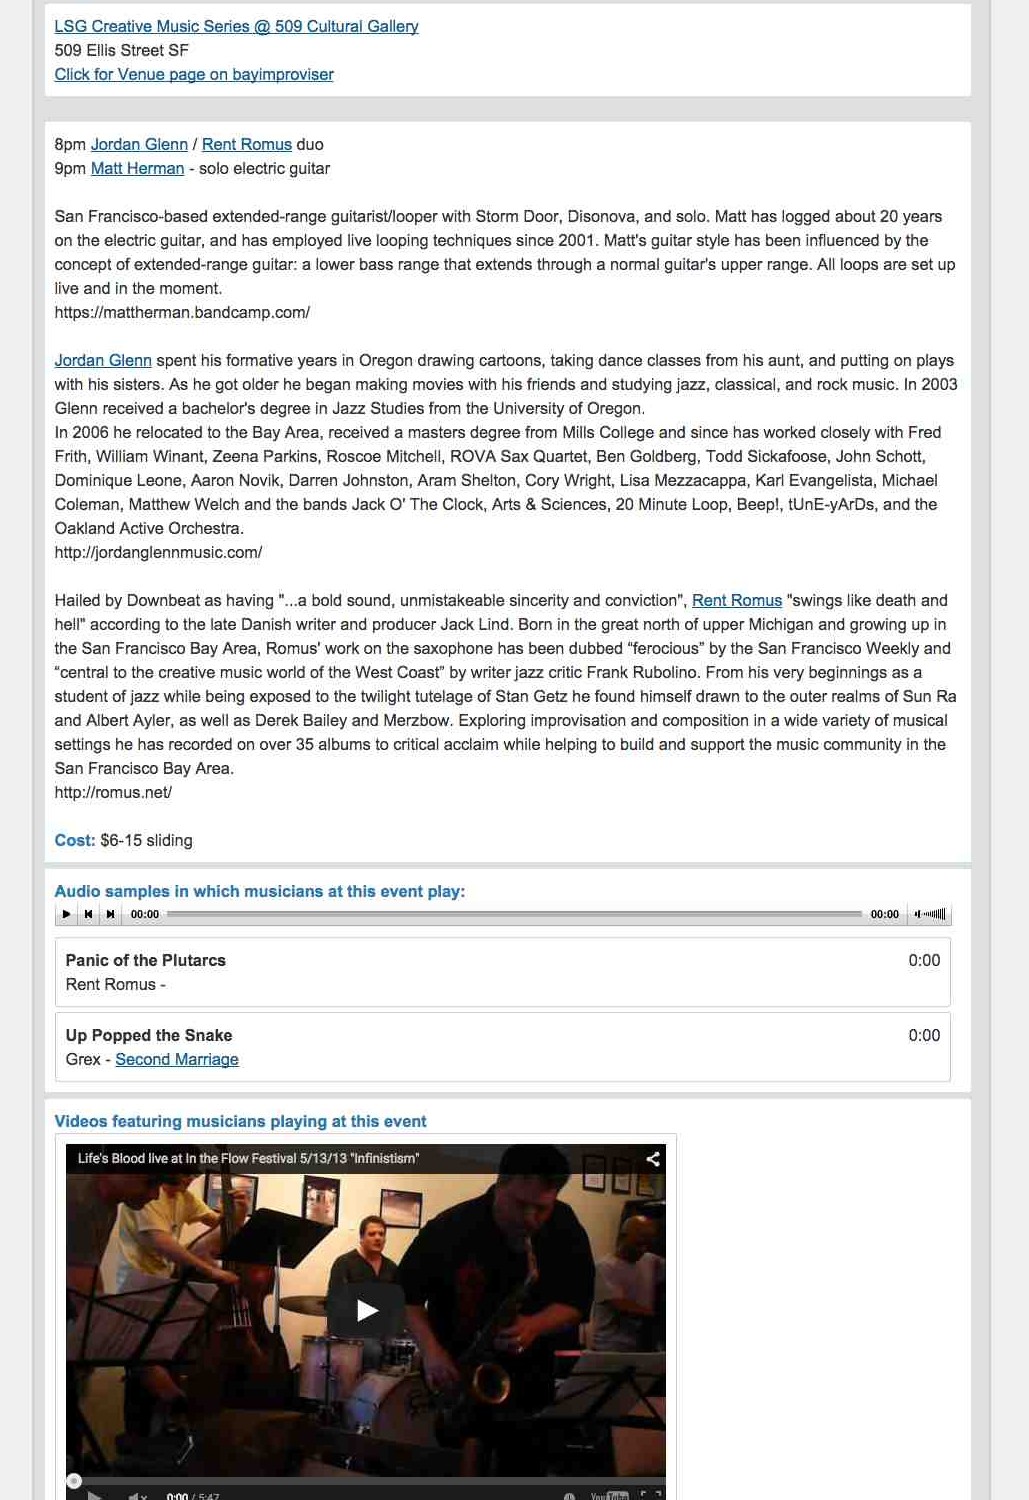 LSG Creative Music Series @ 509 Cultural Gallery
509 Ellis Street SF
Click for Venue page on bayimproviser
8pm Jordan Glenn / Rent Romus duo
9pm Matt Herman - solo electric guitar
San Francisco-based extended-range guitarist/looper with Storm Door, Disonova, and solo. Matt has logged about 20 years
on the electric guitar, and has employed live looping techniques since 2001. Matt's guitar style has been influenced by the
concept of extended-range guitar: a lower bass range that extends through a normal guitar's upper range. All loops are set up
live and in the moment.
https://mattherman.bandcamp.com/
Jordan Glenn spent his formative years in Oregon drawing cartoons, taking dance classes from his aunt, and putting on plays
with his sisters. As he got older he began making movies with his friends and studying jazz, classical, and rock music. In 2003
Glenn received a bachelor's degree in Jazz Studies from the University of Oregon.
In 2006 he relocated to the Bay Area, received a masters degree from Mills College and since has worked closely with Fred
Frith, William Winant, Zeena Parkins, Roscoe Mitchell, ROVA Sax Quartet, Ben Goldberg, Todd Sickafoose, John Schott,
Dominique Leone, Aaron Novik, Darren Johnston, Aram Shelton, Cory Wright, Lisa Mezzacappa, Karl Evangelista, Michael
Coleman, Matthew Welch and the bands Jack O' The Clock, Arts & Sciences, 20 Minute Loop, Beep!, tUnE-yArDs, and the
Oakland Active Orchestra.
http://jordanglennmusic.com/
Hailed by Downbeat as having "...a bold sound, unmistakeable sincerity and conviction", Rent Romus "swings like death and
hell" according to the late Danish writer and producer Jack Lind. Born in the great north of upper Michigan and growing up in
the San Francisco Bay Area, Romus' work on the saxophone has been dubbed “ferocious” by the San Francisco Weekly and
“central to the creative music world of the West Coast” by writer jazz critic Frank Rubolino. From his very beginnings as a
student of jazz while being exposed to the twilight tutelage of Stan Getz he found himself drawn to the outer realms of Sun Ra
and Albert Ayler, as well as Derek Bailey and Merzbow. Exploring improvisation and composition in a wide variety of musical
settings he has recorded on over 35 albums to critical acclaim while helping to build and support the music community in the
San Francisco Bay Area.
http://romus.net/
Cost: $6-15 sliding
Audio samples in which musicians at this event play:
00:00 00:00
Panic of the Plutarcs 0:00
Rent Romus -
Up Popped the Snake 0:00
Grex - Second Marriage
Videos featuring musicians playing at this event
Life's Blood live at In the Flow Festival 5/13/13 "Infinistism"
0:00 / 5:47 YouTube